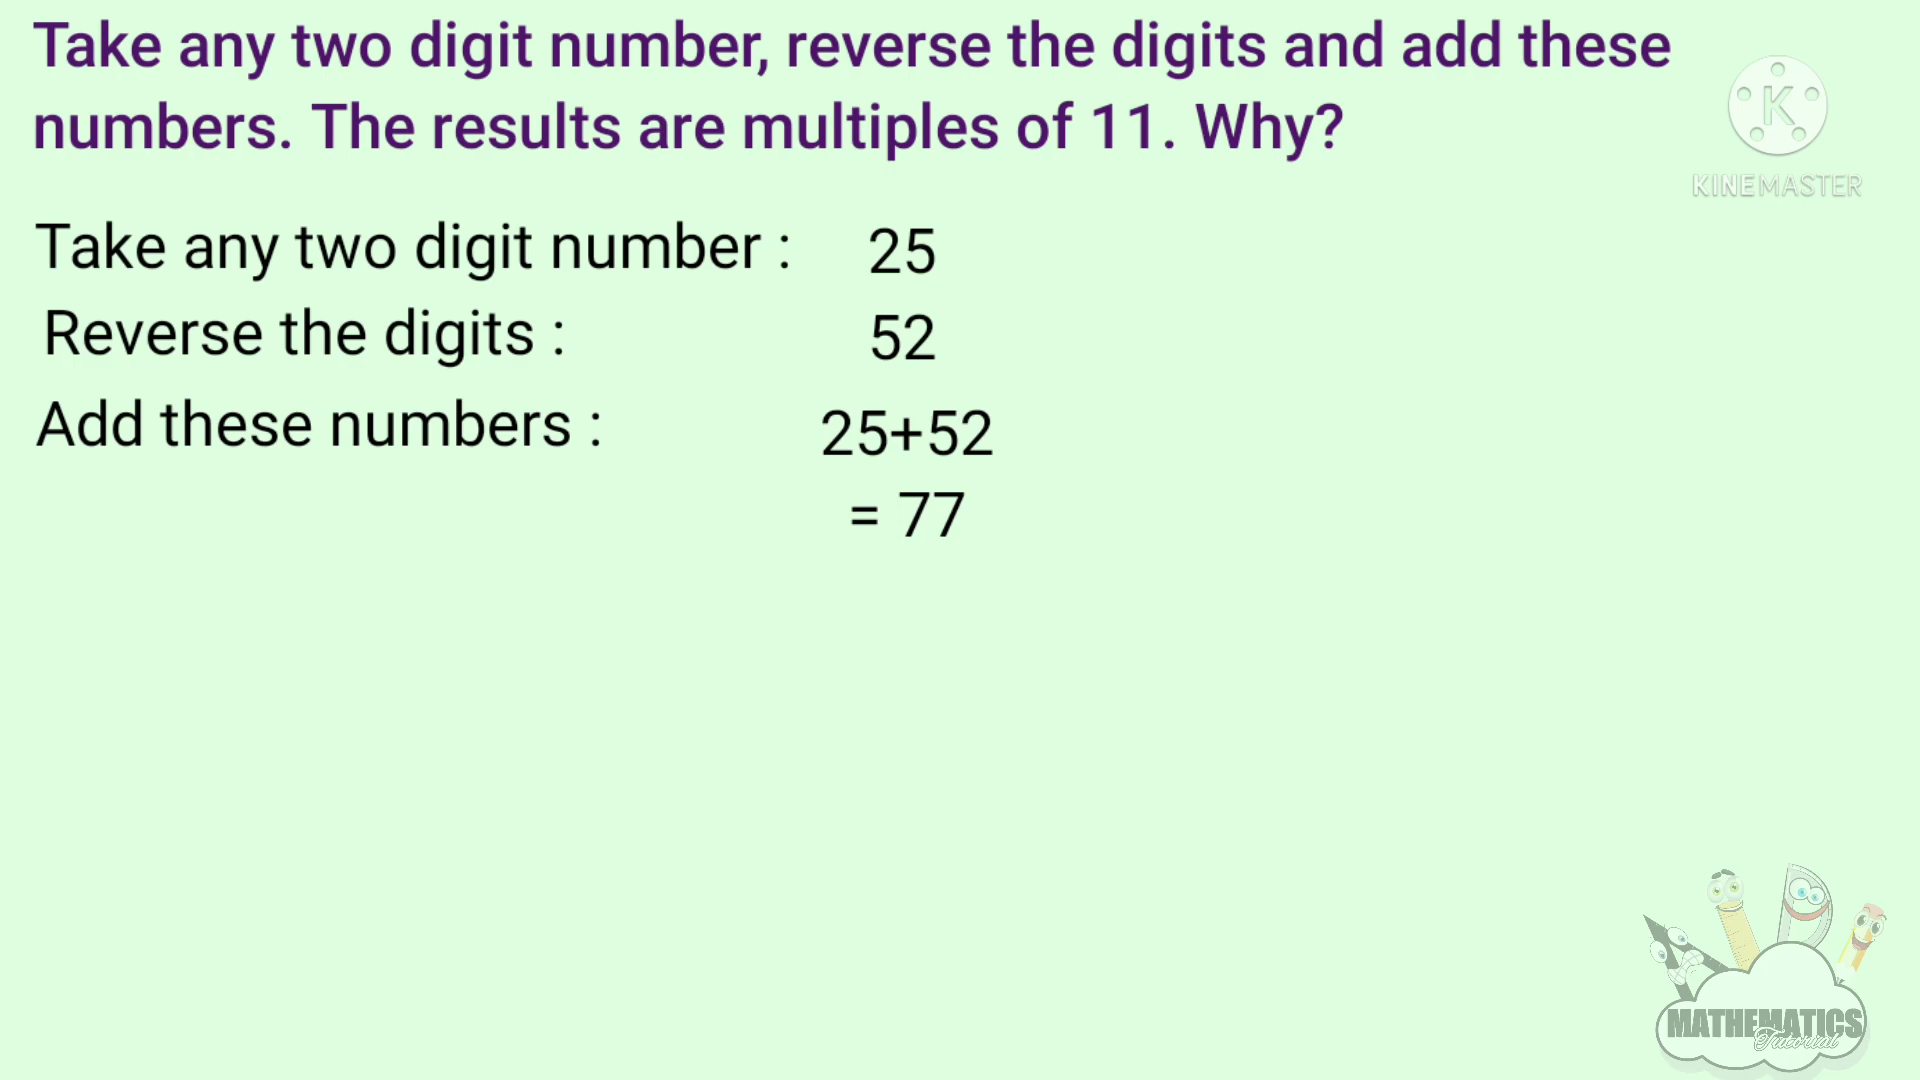 Take any two digit number, reverse the digits and add these
numbers. The results are multiples of 11. Why?
K
KINEMASTER
Take any two digit number : 25
Reverse the digits : 52
Add these numbers : 25+52
= 77
MATHEMATICS
Tutorial